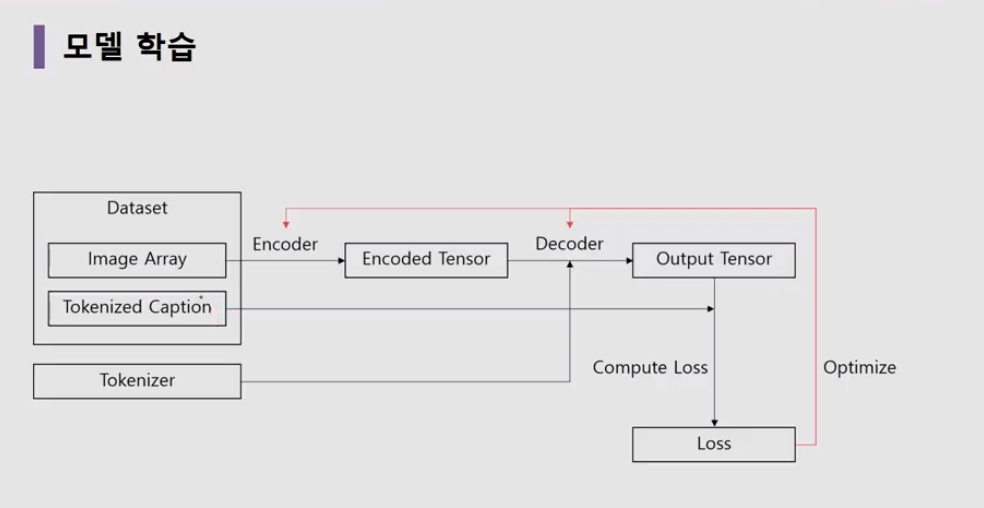 모델 학습
Dataset
Image Array
Encoder
Encoded Tensor
Decoder
Output Tensor
Tokenized Caption
Tokenizer
Compute Loss
Optimize
Loss